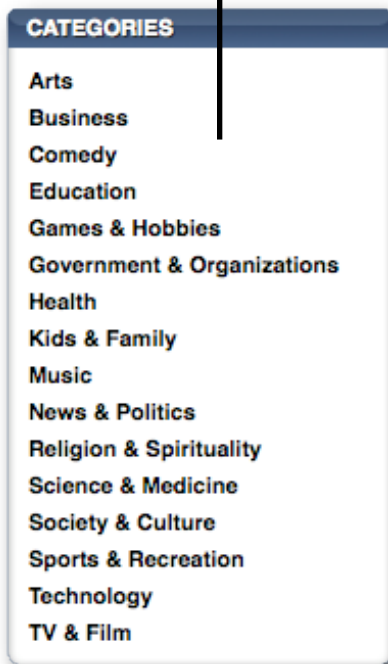 CATEGORIES
Arts
Business
Comedy
Education
Games & Hobbies
Government & Organizations
Health
Kids & Family
Music
News & Politics
Religion & Spirituality
Science & Medicine
Society & Culture
Sports & Recreation
Technology
TV & Film